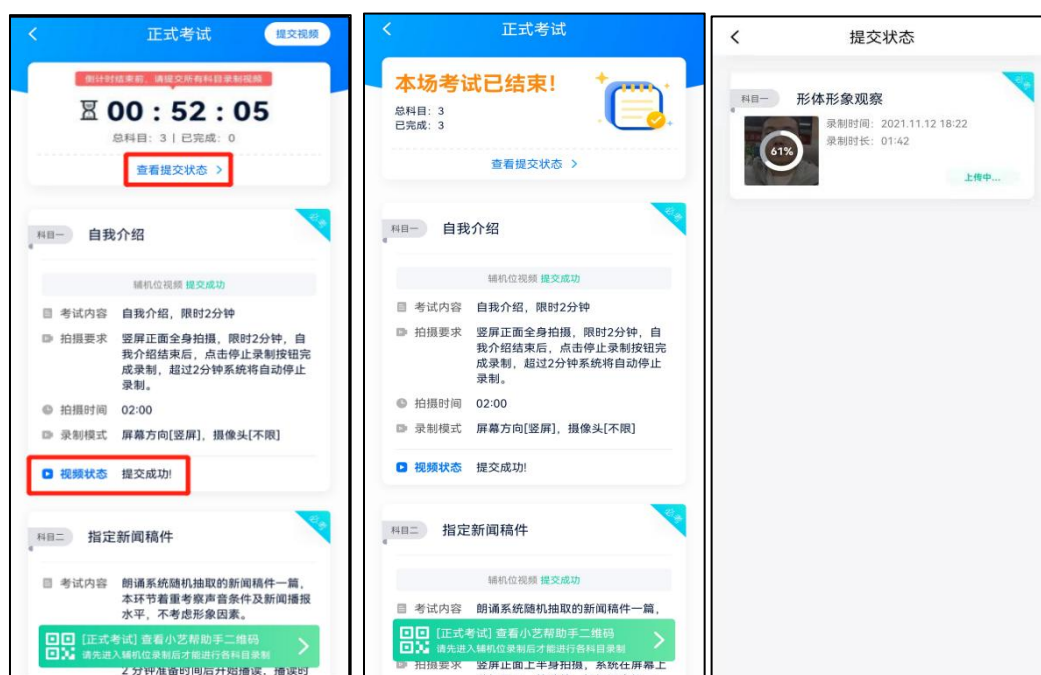 正式考试
提交视频
倒计时结束前，请提交所有科目录制视频
00 : 52 : 05
总科目：3 | 已完成：0
查看提交状态 >
必考
科目一 自我介绍
辅机位视频 提交成功
考试内容 自我介绍，限时2分钟
拍摄要求 竖屏正面全身拍摄，限时2分钟，自
我介绍结束后，点击停止录制按钮完
成录制，超过2分钟系统将自动停止
录制。
拍摄时间 02:00
录制模式 屏幕方向[竖屏]，摄像头[不限]
视频状态 提交成功!
必考
科目二 指定新闻稿件
考试内容 朗诵系统随机抽取的新闻稿件一篇，
本环节着重考察声音条件及新闻播报
水平，不考虑形象因素。
[正式考试] 查看小艺帮助手二维码
请先进入辅机位录制后才能进行各科目录制
2 分钟准备时间后开始播读，播读时
正式考试
本场考试已结束!
总科目：3
已完成：3
查看提交状态 >
必考
科目一 自我介绍
辅机位视频 提交成功
考试内容 自我介绍，限时2分钟
拍摄要求 竖屏正面全身拍摄，限时2分钟，自
我介绍结束后，点击停止录制按钮完
成录制，超过2分钟系统将自动停止
录制。
拍摄时间 02:00
录制模式 屏幕方向[竖屏]，摄像头[不限]
视频状态 提交成功!
必考
科目二 指定新闻稿件
辅机位视频 提交成功
考试内容 朗诵系统随机抽取的新闻稿件一篇，
[正式考试] 查看小艺帮助手二维码
请先进入辅机位录制后才能进行各科目录制
拍摄要求 竖屏正面上半身拍摄，系统在屏幕上
提交状态
必考
科目一 形体形象观察
录制时间：2021.11.12 18:22
录制时长：01:42
61%
上传中...